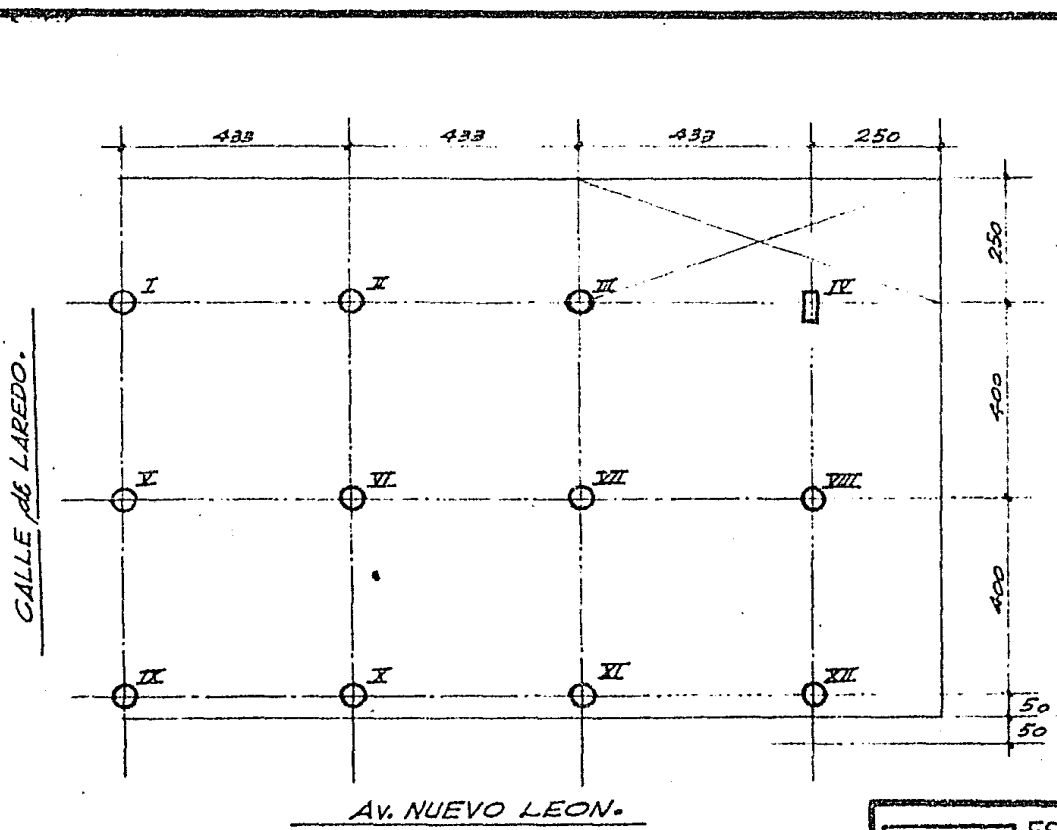 433 433 433 250
250
I II III IV
400
CALLE de LAREDO.
V VI VII VIII
400
IX X XI XII
50
50
AV. NUEVO LEON.